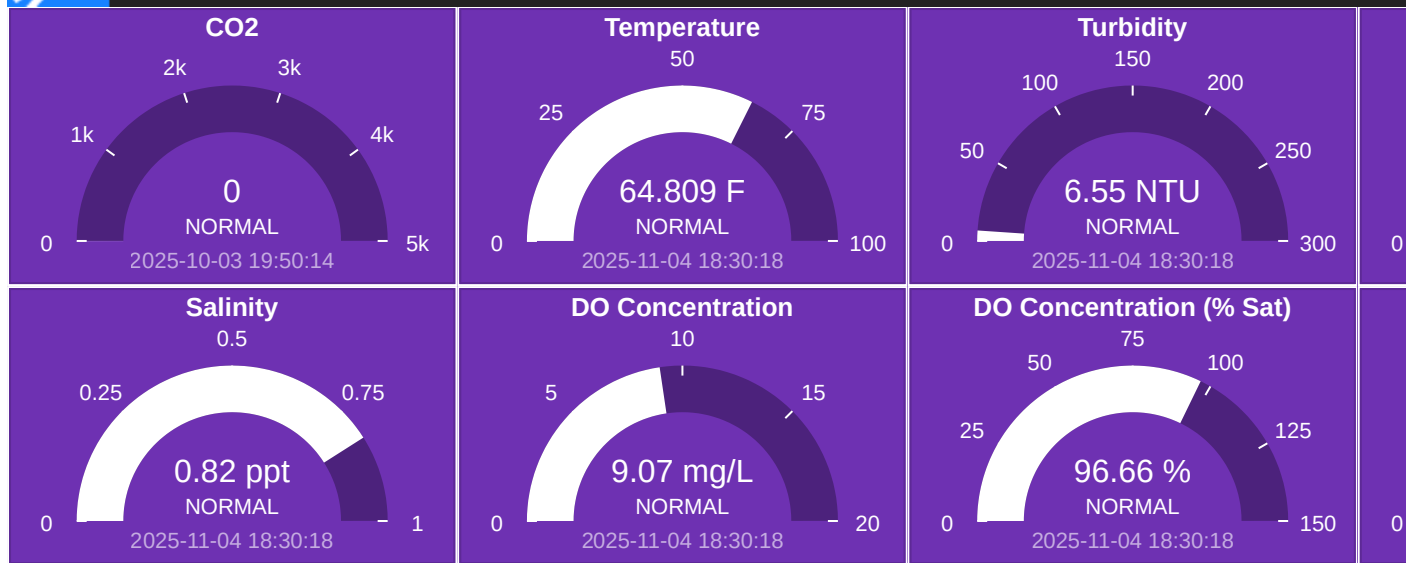 CO2
0
1k
2k
3k
4k
5k
0
NORMAL
2025-10-03 19:50:14
Temperature
0
25
50
75
100
64.809 F
NORMAL
2025-11-04 18:30:18
Turbidity
0
50
100
150
200
250
300
6.55 NTU
NORMAL
2025-11-04 18:30:18
0
Salinity
0
0.25
0.5
0.75
1
0.82 ppt
NORMAL
2025-11-04 18:30:18
DO Concentration
0
5
10
15
20
9.07 mg/L
NORMAL
2025-11-04 18:30:18
DO Concentration (% Sat)
0
25
50
75
100
125
150
96.66 %
NORMAL
2025-11-04 18:30:18
0